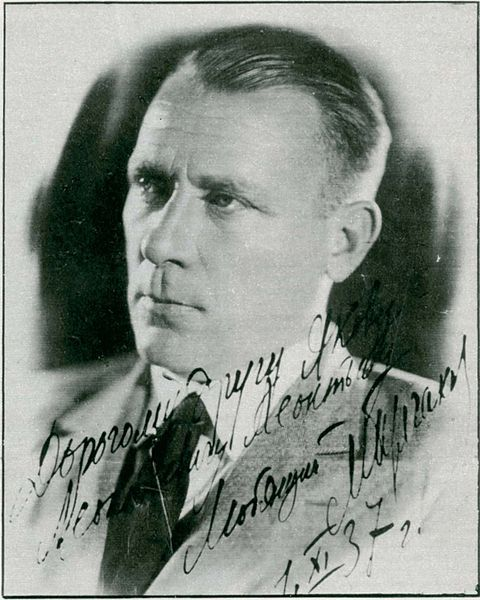 Дорогому другу Якову
Леонтьевичу Леонтьеву
Любящий – М. Булгаков
1.XI 37 г.